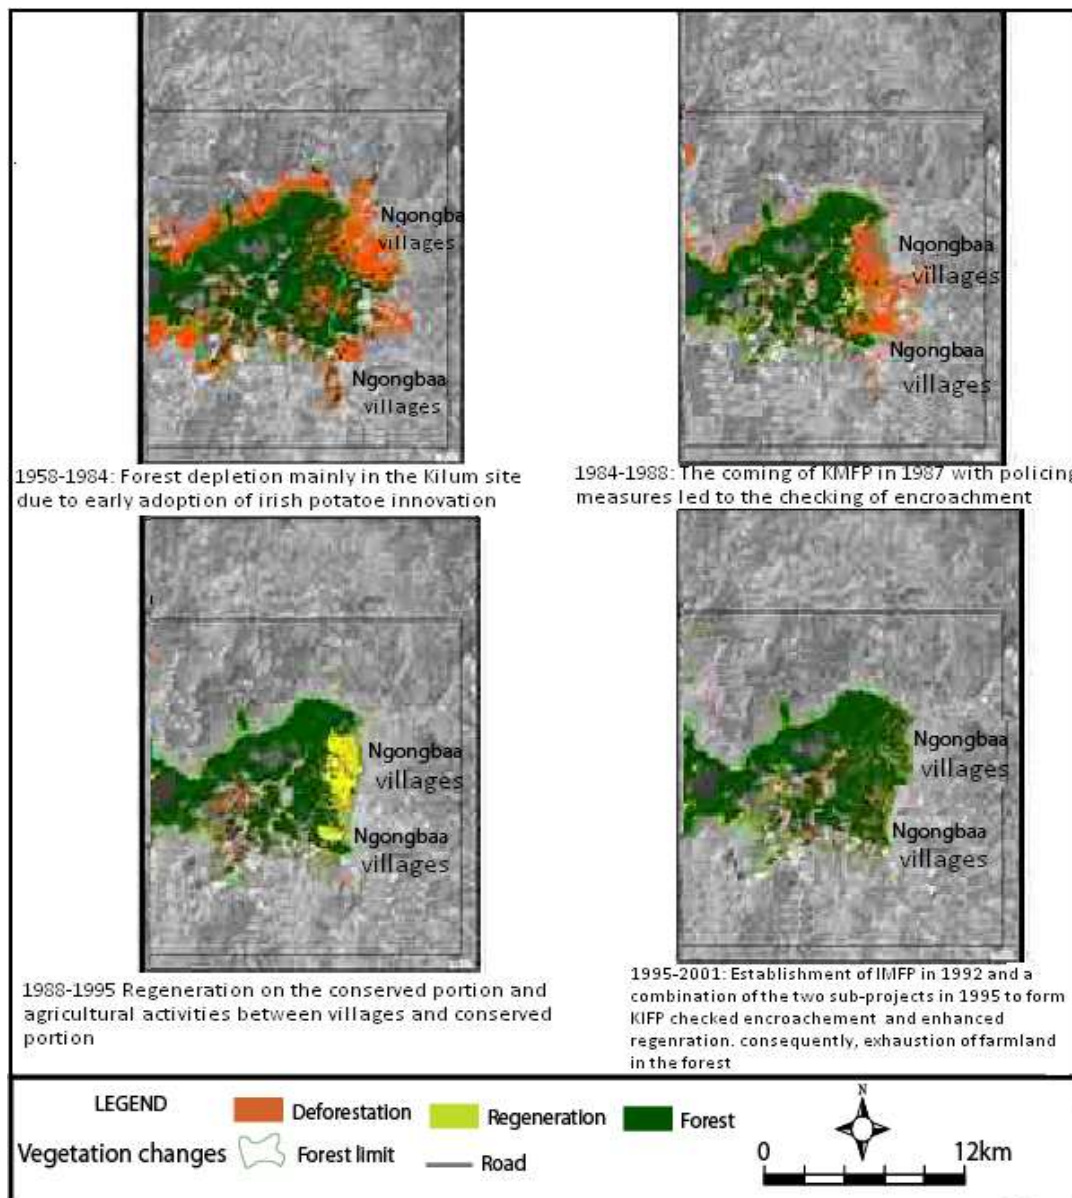 Ngongba
villages
Ngongbaa
villages
1958-1984: Forest depletion mainly in the Kilum site
due to early adoption of irish potatoe innovation
Nqongbaa
villages
Ngongbaa
villages
1984-1988: The coming of KMFP in 1987 with policing
measures led to the checking of encroachment
Ngongbaa
villages
Ngongbaa
villages
1988-1995 Regeneration on the conserved portion and
agricultural activities between villages and conserved
portion
Ngongbaa
villages
Ngongbaa
villages
1995-2001: Establishment of IMFP in 1992 and a
combination of the two sub-projects in 1995 to form
KIFP checked encroachement and enhanced
regenration. consequently, exhaustion of farmland
in the forest
LEGEND
Deforestation
Regeneration
Forest
Vegetation changes
Forest limit
Road
N
0 12km